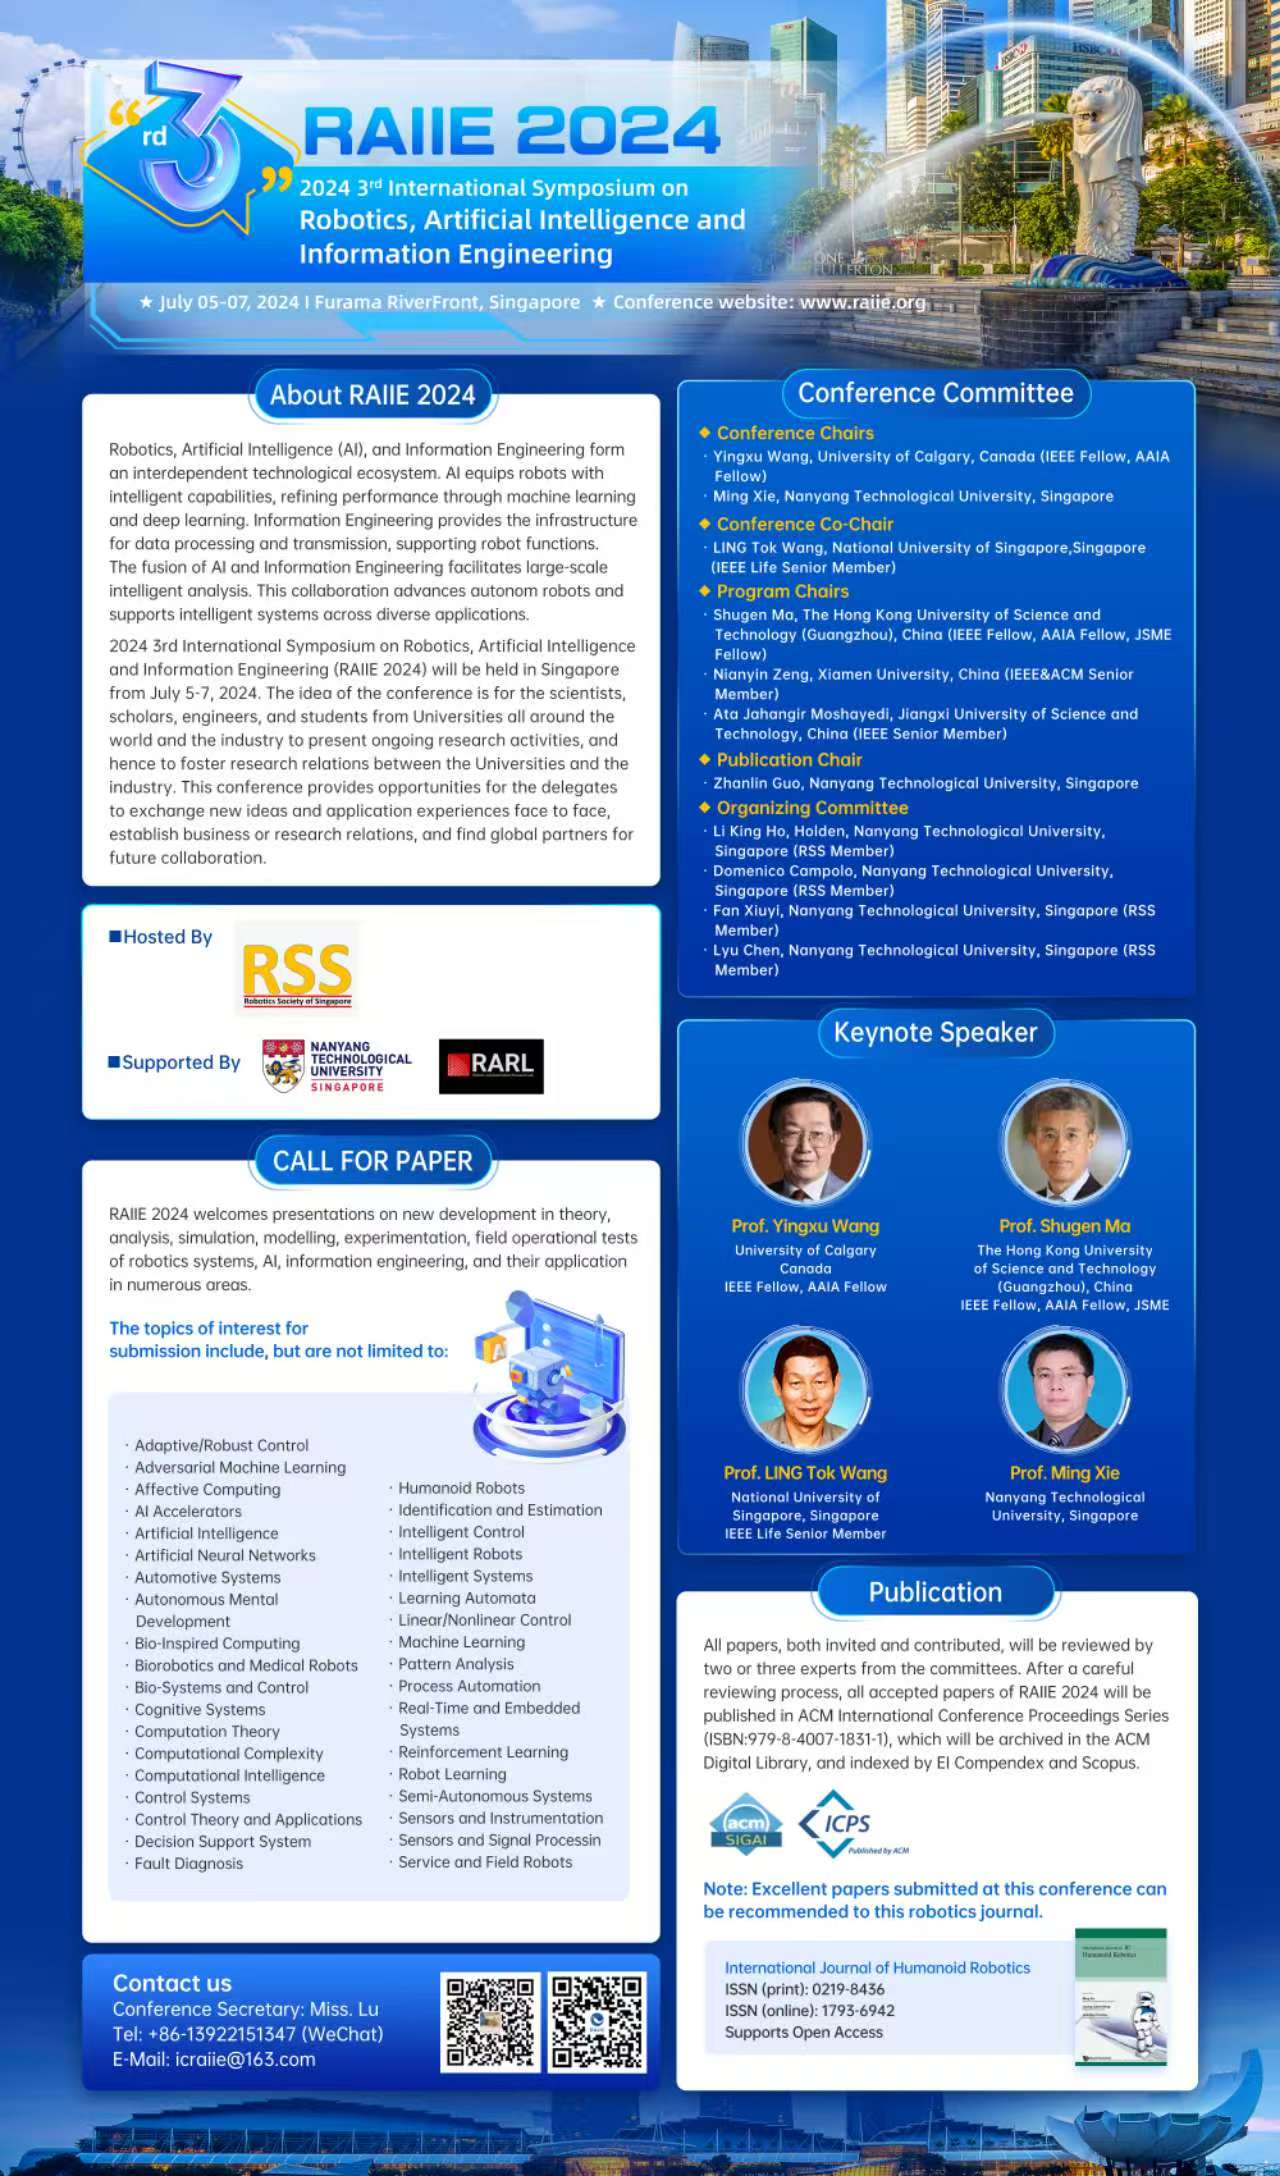 HSBC
HSBC
“rd 3”
RAIIE 2024
2024 3rd International Symposium on
Robotics, Artificial Intelligence and
Information Engineering
ONE
FULLERTON
★ July 05-07, 2024 I Furama RiverFront, Singapore ★ Conference website: www.raiie.org
About RAIIE 2024
Robotics, Artificial Intelligence (AI), and Information Engineering form
an interdependent technological ecosystem. AI equips robots with
intelligent capabilities, refining performance through machine learning
and deep learning. Information Engineering provides the infrastructure
for data processing and transmission, supporting robot functions.
The fusion of AI and Information Engineering facilitates large-scale
intelligent analysis. This collaboration advances autonom robots and
supports intelligent systems across diverse applications.
2024 3rd International Symposium on Robotics, Artificial Intelligence
and Information Engineering (RAIIE 2024) will be held in Singapore
from July 5-7, 2024. The idea of the conference is for the scientists,
scholars, engineers, and students from Universities all around the
world and the industry to present ongoing research activities, and
hence to foster research relations between the Universities and the
industry. This conference provides opportunities for the delegates
to exchange new ideas and application experiences face to face,
establish business or research relations, and find global partners for
future collaboration.
■Hosted By
RSS
Robotics Society of Singapore
■Supported By
NANYANG
TECHNOLOGICAL
UNIVERSITY
SINGAPORE
RARL
CALL FOR PAPER
RAIIE 2024 welcomes presentations on new development in theory,
analysis, simulation, modelling, experimentation, field operational tests
of robotics systems, AI, information engineering, and their application
in numerous areas.
The topics of interest for
submission include, but are not limited to:
A
· Adaptive/Robust Control
· Adversarial Machine Learning
· Affective Computing
· AI Accelerators
· Artificial Intelligence
· Artificial Neural Networks
· Automotive Systems
· Autonomous Mental
Development
· Bio-Inspired Computing
· Biorobotics and Medical Robots
· Bio-Systems and Control
· Cognitive Systems
· Computation Theory
· Computational Complexity
· Computational Intelligence
· Control Systems
· Control Theory and Applications
· Decision Support System
· Fault Diagnosis
· Humanoid Robots
· Identification and Estimation
· Intelligent Control
· Intelligent Robots
· Intelligent Systems
· Learning Automata
· Linear/Nonlinear Control
· Machine Learning
· Pattern Analysis
· Process Automation
· Real-Time and Embedded
Systems
· Reinforcement Learning
· Robot Learning
· Semi-Autonomous Systems
· Sensors and Instrumentation
· Sensors and Signal Processin
· Service and Field Robots
Contact us
Conference Secretary: Miss. Lu
Tel: +86-13922151347 (WeChat)
E-Mail: icraiie@163.com
Conference Committee
◆ Conference Chairs
· Yingxu Wang, University of Calgary, Canada (IEEE Fellow, AAIA
Fellow)
· Ming Xie, Nanyang Technological University, Singapore
◆ Conference Co-Chair
· LING Tok Wang, National University of Singapore,Singapore
(IEEE Life Senior Member)
◆ Program Chairs
· Shugen Ma, The Hong Kong University of Science and
Technology (Guangzhou), China (IEEE Fellow, AAIA Fellow, JSME
Fellow)
· Nianyin Zeng, Xiamen University, China (IEEE&ACM Senior
Member)
· Ata Jahangir Moshayedi, Jiangxi University of Science and
Technology, China (IEEE Senior Member)
◆ Publication Chair
· Zhanlin Guo, Nanyang Technological University, Singapore
◆ Organizing Committee
· Li King Ho, Holden, Nanyang Technological University,
Singapore (RSS Member)
· Domenico Campolo, Nanyang Technological University,
Singapore (RSS Member)
· Fan Xiuyi, Nanyang Technological University, Singapore (RSS
Member)
· Lyu Chen, Nanyang Technological University, Singapore (RSS
Member)
Keynote Speaker
Prof. Yingxu Wang
University of Calgary
Canada
IEEE Fellow, AAIA Fellow
Prof. Shugen Ma
The Hong Kong University
of Science and Technology
(Guangzhou), China
IEEE Fellow, AAIA Fellow, JSME
Prof. LING Tok Wang
National University of
Singapore, Singapore
IEEE Life Senior Member
Prof. Ming Xie
Nanyang Technological
University, Singapore
Publication
All papers, both invited and contributed, will be reviewed by
two or three experts from the committees. After a careful
reviewing process, all accepted papers of RAIIE 2024 will be
published in ACM International Conference Proceedings Series
(ISBN:979-8-4007-1831-1), which will be archived in the ACM
Digital Library, and indexed by EI Compendex and Scopus.
acm
SIGAI
ICPS
Published by ACM
Note: Excellent papers submitted at this conference can
be recommended to this robotics journal.
International Journal of Humanoid Robotics
ISSN (print): 0219-8436
ISSN (online): 1793-6942
Supports Open Access
Humanoid Robotics